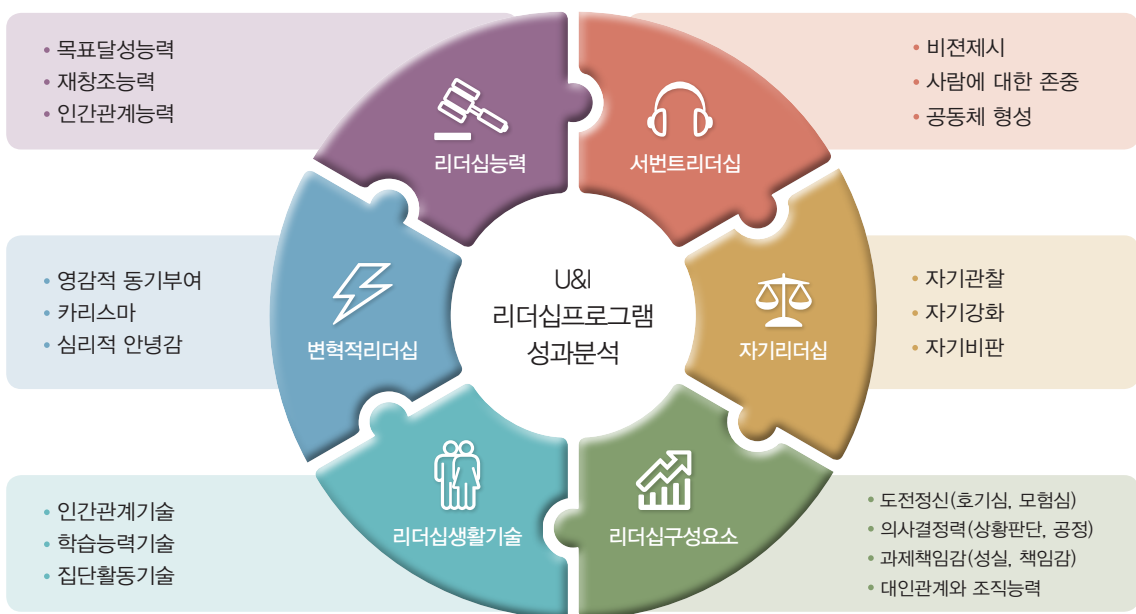 • 목표달성능력
• 재창조능력
• 인간관계능력
리더십능력
서번트리더십
• 비젼제시
• 사람에 대한 존중
• 공동체 형성
• 영감적 동기부여
• 카리스마
• 심리적 안녕감
변혁적리더십
U&I
리더십프로그램
성과분석
자기리더십
• 자기관찰
• 자기강화
• 자기비판
• 인간관계기술
• 학습능력기술
• 집단활동기술
리더십생활기술
리더십구성요소
• 도전정신(호기심, 모험심)
• 의사결정력(상황판단, 공정)
• 과제책임감(성실, 책임감)
• 대인관계와 조직능력